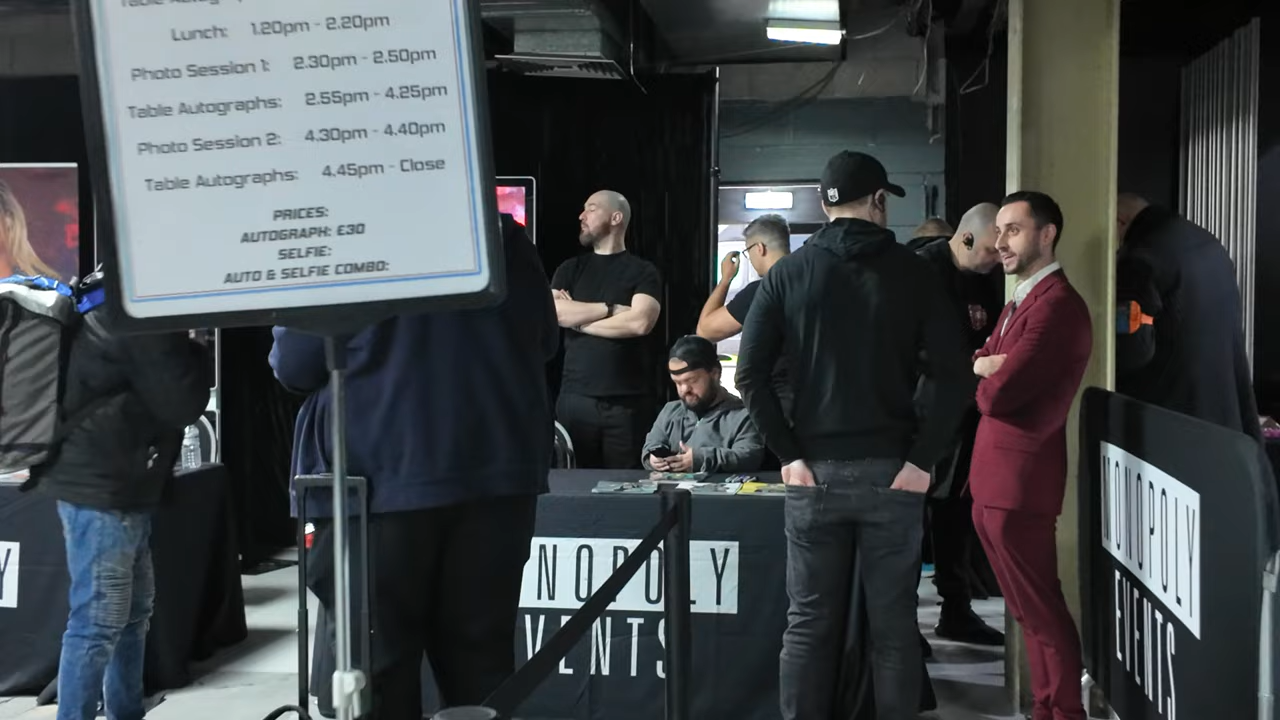 Table Autographs:
Lunch: 1.20pm - 2.20pm
Photo Session 1: 2.30pm - 2.50pm
Table Autographs: 2.55pm - 4.25pm
Photo Session 2: 4.30pm - 4.40pm
Table Autographs: 4.45pm - Close
PRICES:
AUTOGRAPH: £30
SELFIE:
AUTO & SELFIE COMBO:
Y
NOPOLY
VENTS
MONOPOLY
EVENTS